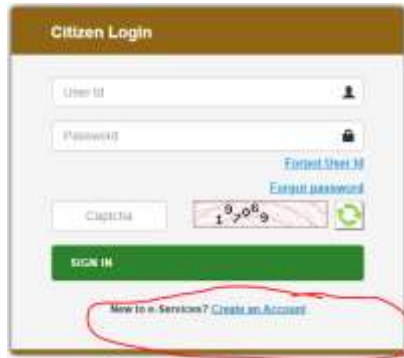 Citizen Login
User Id
Password
Forgot User Id
Forgot password
Captcha 197069
SIGN IN
New to e-Services? Create an Account